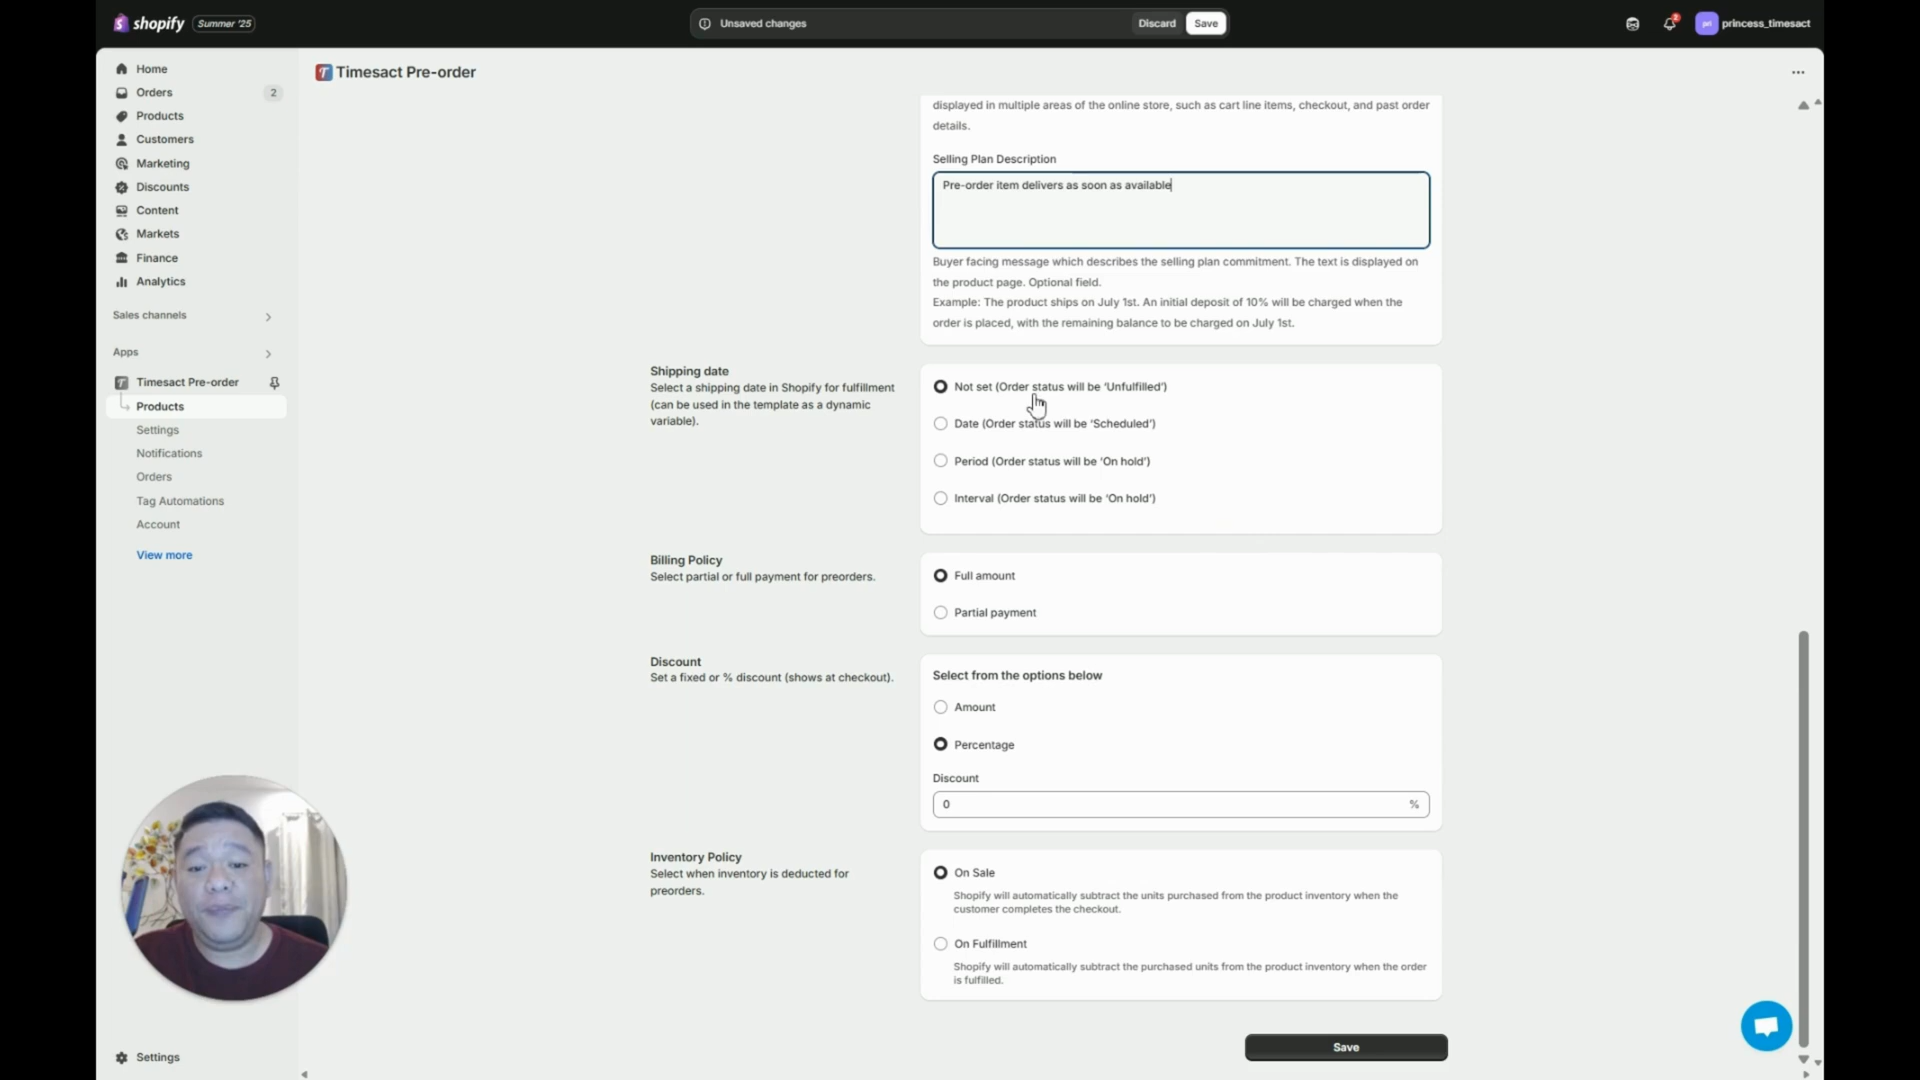 shopify Summer '25
Unsaved changes
Discard
Save
2
pri princess_timesact
Home
Orders 2
Products
Customers
Marketing
Discounts
Content
Markets
Finance
Analytics
Sales channels
Apps
Timesact Pre-order
Products
Settings
Notifications
Orders
Tag Automations
Account
View more
Settings
Timesact Pre-order
displayed in multiple areas of the online store, such as cart line items, checkout, and past order
details.
Selling Plan Description
Pre-order item delivers as soon as available
Buyer facing message which describes the selling plan commitment. The text is displayed on
the product page. Optional field.
Example: The product ships on July 1st. An initial deposit of 10% will be charged when the
order is placed, with the remaining balance to be charged on July 1st.
Shipping date
Select a shipping date in Shopify for fulfillment
(can be used in the template as a dynamic
variable).
Not set (Order status will be 'Unfulfilled')
Date (Order status will be 'Scheduled')
Period (Order status will be 'On hold')
Interval (Order status will be 'On hold')
Billing Policy
Select partial or full payment for preorders.
Full amount
Partial payment
Discount
Set a fixed or % discount (shows at checkout).
Select from the options below
Amount
Percentage
Discount
0 %
Inventory Policy
Select when inventory is deducted for
preorders.
On Sale
Shopify will automatically subtract the units purchased from the product inventory when the
customer completes the checkout.
On Fulfillment
Shopify will automatically subtract the purchased units from the product inventory when the order
is fulfilled.
Save